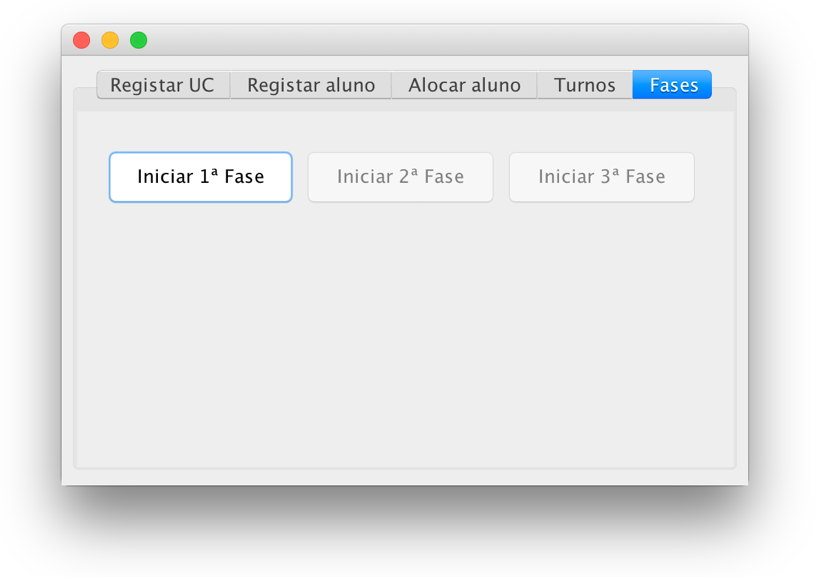 Registar UC Registar aluno Alocar aluno Turnos Fases
Iniciar 1ª Fase Iniciar 2ª Fase Iniciar 3ª Fase